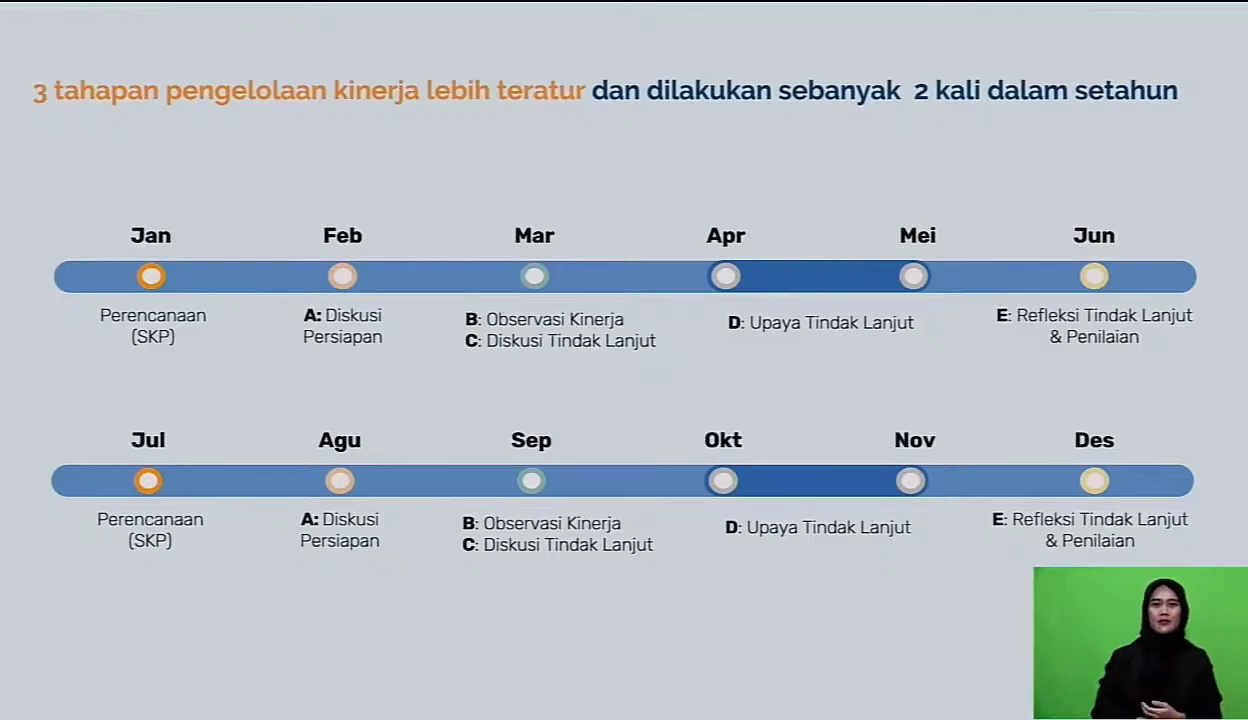 3 tahapan pengelolaan kinerja lebih teratur dan dilakukan sebanyak 2 kali dalam setahun
Jan Feb Mar Apr Mei Jun
Perencanaan
(SKP)
A: Diskusi
Persiapan
B: Observasi Kinerja
C: Diskusi Tindak Lanjut
D: Upaya Tindak Lanjut
E: Refleksi Tindak Lanjut
& Penilaian
Jul Agu Sep Okt Nov Des
Perencanaan
(SKP)
A: Diskusi
Persiapan
B: Observasi Kinerja
C: Diskusi Tindak Lanjut
D: Upaya Tindak Lanjut
E: Refleksi Tindak Lanjut
& Penilaian